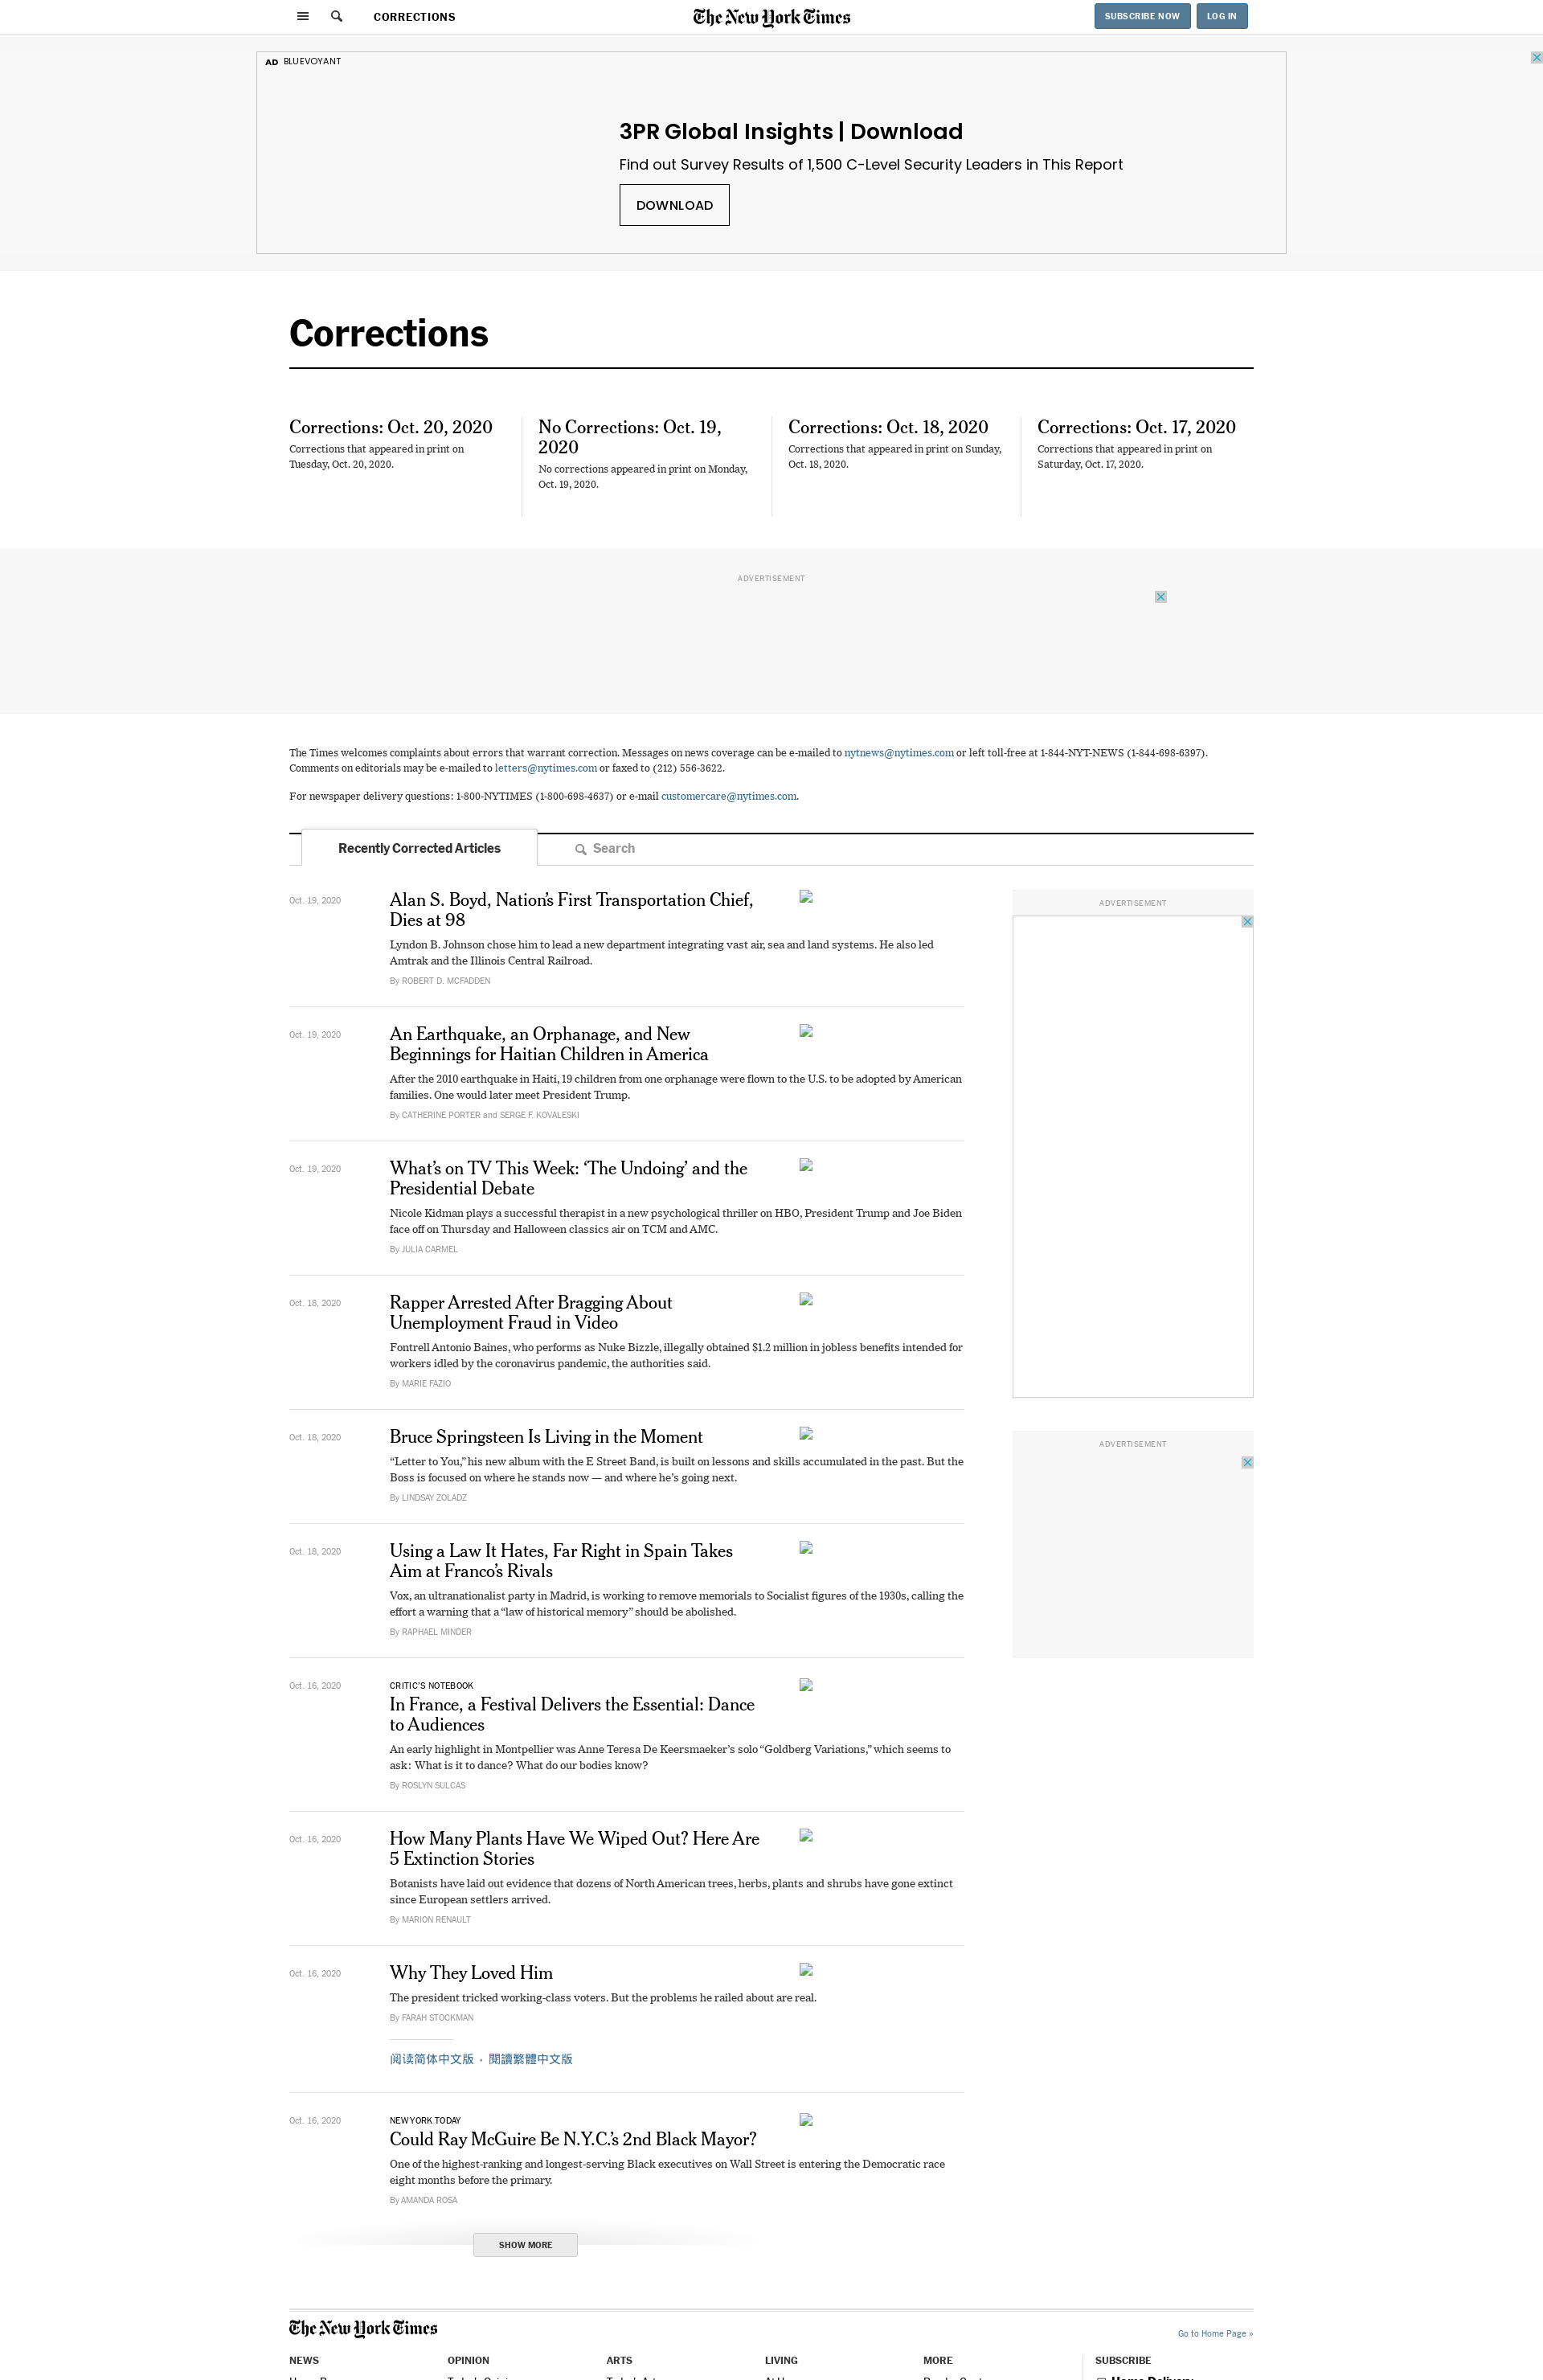 CORRECTIONS
The New York Times
SUBSCRIBE NOW
LOG IN
AD BLUEVOYANT
3PR Global Insights | Download
Find out Survey Results of 1,500 C-Level Security Leaders in This Report
DOWNLOAD
Corrections
Corrections: Oct. 20, 2020
Corrections that appeared in print on
Tuesday, Oct. 20, 2020.
No Corrections: Oct. 19,
2020
No corrections appeared in print on Monday,
Oct. 19, 2020.
Corrections: Oct. 18, 2020
Corrections that appeared in print on Sunday,
Oct. 18, 2020.
Corrections: Oct. 17, 2020
Corrections that appeared in print on
Saturday, Oct. 17, 2020.
ADVERTISEMENT
The Times welcomes complaints about errors that warrant correction. Messages on news coverage can be e-mailed to nytnews@nytimes.com or left toll-free at 1-844-NYT-NEWS (1-844-698-6397).
Comments on editorials may be e-mailed to letters@nytimes.com or faxed to (212) 556-3622.
For newspaper delivery questions: 1-800-NYTIMES (1-800-698-4637) or e-mail customercare@nytimes.com.
Recently Corrected Articles
Search
Oct. 19, 2020
Alan S. Boyd, Nation’s First Transportation Chief,
Dies at 98
Lyndon B. Johnson chose him to lead a new department integrating vast air, sea and land systems. He also led
Amtrak and the Illinois Central Railroad.
By ROBERT D. MCFADDEN
ADVERTISEMENT
Oct. 19, 2020
An Earthquake, an Orphanage, and New
Beginnings for Haitian Children in America
After the 2010 earthquake in Haiti, 19 children from one orphanage were flown to the U.S. to be adopted by American
families. One would later meet President Trump.
By CATHERINE PORTER and SERGE F. KOVALESKI
Oct. 19, 2020
What’s on TV This Week: ‘The Undoing’ and the
Presidential Debate
Nicole Kidman plays a successful therapist in a new psychological thriller on HBO, President Trump and Joe Biden
face off on Thursday and Halloween classics air on TCM and AMC.
By JULIA CARMEL
Oct. 18, 2020
Rapper Arrested After Bragging About
Unemployment Fraud in Video
Fontrell Antonio Baines, who performs as Nuke Bizzle, illegally obtained $1.2 million in jobless benefits intended for
workers idled by the coronavirus pandemic, the authorities said.
By MARIE FAZIO
Oct. 18, 2020
Bruce Springsteen Is Living in the Moment
“Letter to You,” his new album with the E Street Band, is built on lessons and skills accumulated in the past. But the
Boss is focused on where he stands now — and where he’s going next.
By LINDSAY ZOLADZ
ADVERTISEMENT
Oct. 18, 2020
Using a Law It Hates, Far Right in Spain Takes
Aim at Franco’s Rivals
Vox, an ultranationalist party in Madrid, is working to remove memorials to Socialist figures of the 1930s, calling the
effort a warning that a “law of historical memory” should be abolished.
By RAPHAEL MINDER
Oct. 16, 2020
CRITIC’S NOTEBOOK
In France, a Festival Delivers the Essential: Dance
to Audiences
An early highlight in Montpellier was Anne Teresa De Keersmaeker’s solo “Goldberg Variations,” which seems to
ask: What is it to dance? What do our bodies know?
By ROSLYN SULCAS
Oct. 16, 2020
How Many Plants Have We Wiped Out? Here Are
5 Extinction Stories
Botanists have laid out evidence that dozens of North American trees, herbs, plants and shrubs have gone extinct
since European settlers arrived.
By MARION RENAULT
Oct. 16, 2020
Why They Loved Him
The president tricked working-class voters. But the problems he railed about are real.
By FARAH STOCKMAN
阅读简体中文版 • 閱讀繁體中文版
Oct. 16, 2020
NEW YORK TODAY
Could Ray McGuire Be N.Y.C.’s 2nd Black Mayor?
One of the highest-ranking and longest-serving Black executives on Wall Street is entering the Democratic race
eight months before the primary.
By AMANDA ROSA
SHOW MORE
The New York Times
Go to Home Page »
NEWS
OPINION
ARTS
LIVING
MORE
SUBSCRIBE